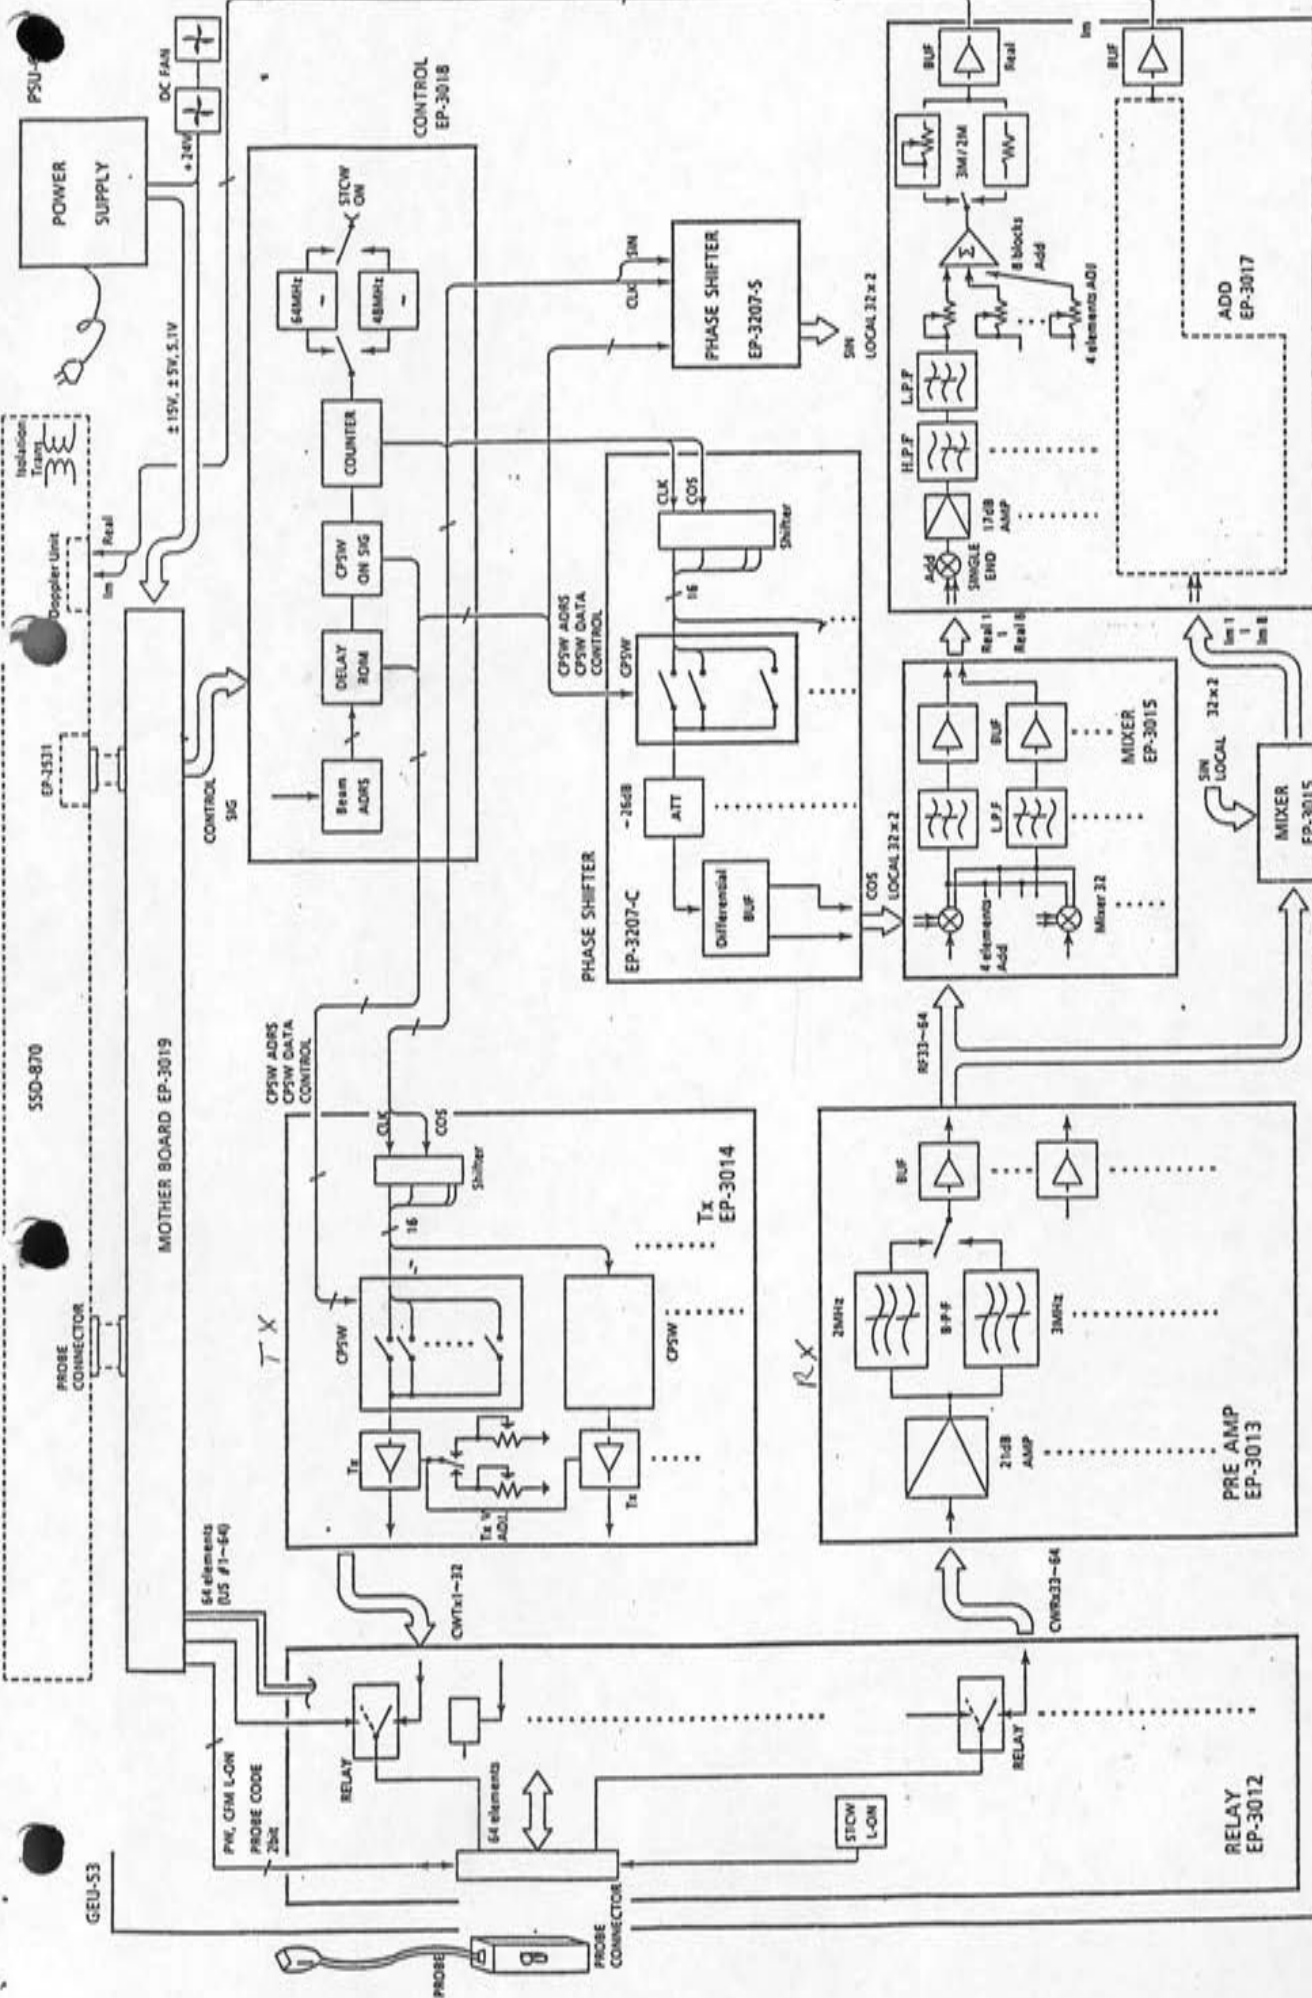 GEU-53
SSD-870
PROBE
CONNECTOR
EP-2531
Doppler Unit
Isolation
Trans
Im
Real
MOTHER BOARD EP-3019
POWER
SUPPLY
DC FAN
+24V
±15V, ±5V, 5.1V
CONTROL
SIG
64 elements
(US #1~64)
PW, CFM L-ON
PROBE CODE
2bit
PROBE
PROBE
CONNECTOR
64 elements
RELAY
STCW
L-ON
RELAY
RELAY
EP-3012
CWTx1~32
CWRx33~64
TX
Tx
CPSW
16
CLK
COS
Shifter
Tx V
ADJ.
Tx
CPSW
Tx
EP-3014
CPSW ADRS
CPSW DATA
CONTROL
CONTROL
EP-3018
Beam
ADRS
DELAY
ROM
CPSW
ON SIG
COUNTER
64MHz
~
48MHz
~
STCW
ON
PHASE SHIFTER
EP-3207-C
CPSW ADRS
CPSW DATA
CONTROL
CPSW
16
CLK
COS
Shifter
-26dB
ATT
Differential
BUF
COS
LOCAL 32x2
CLK
SIN
PHASE SHIFTER
EP-3207-S
SIN
LOCAL 32x2
RX
21dB
AMP
2MHz
B.P.F
3MHz
BUF
PRE AMP
EP-3013
RF33~64
4 elements
Add
Mixer 32
L.P.F
BUF
MIXER
EP-3015
Real 1
Real 8
SIN
LOCAL
32x2
MIXER
EP-3015
Im 1
Im 8
Add
SINGLE
END
17dB
AMP
H.P.F
L.P.F
4 elements ADJ
Σ
8 blocks
Add
3M/2M
BUF
Real
Im
BUF
ADD
EP-3017